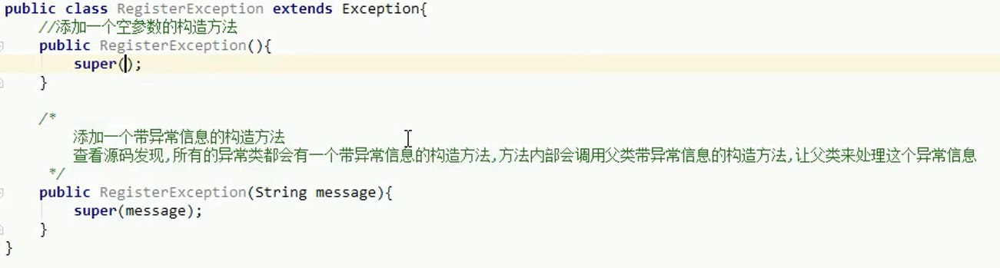 public class RegisterException extends Exception{
//添加一个空参数的构造方法
public RegisterException(){
super();
}
/*
添加一个带异常信息的构造方法
查看源码发现,所有的异常类都会有一个带异常信息的构造方法,方法内部会调用父类带异常信息的构造方法,让父类来处理这个异常信息
*/
public RegisterException(String message){
super(message);
}
}